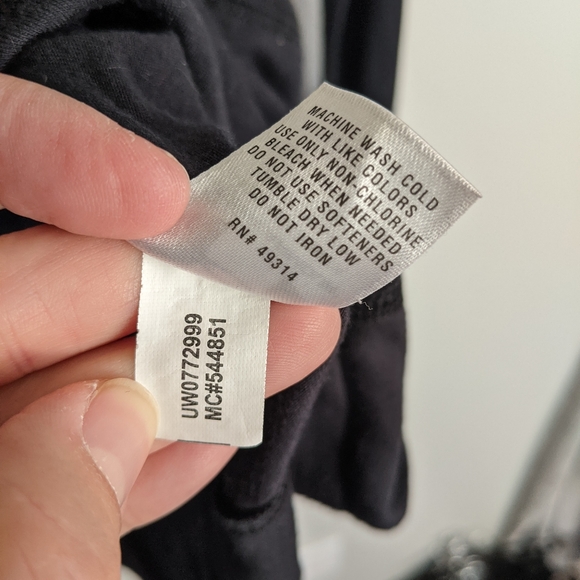 MACHINE WASH COLD
WITH LIKE COLORS
USE ONLY NON-CHLORINE
BLEACH WHEN NEEDED
DO NOT USE SOFTENERS
TUMBLE DRY LOW
DO NOT IRON
RN# 49314
UW0772999
MC#544851